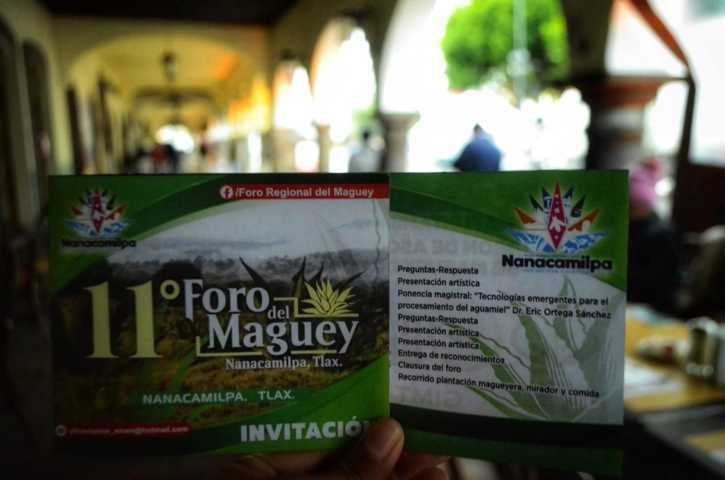 /Foro Regional del Maguey
Nanacamilpa
11° Foro
del
Maguey
Nanacamilpa, Tlax.
NANACAMILPA, TLAX.
INVITACIÓ
Nanacamilpa
Preguntas-Respuesta
Presentación artística
Ponencia magistral: "Tecnologías emergentes para el
procesamiento del aguamiel" Dr. Eric Ortega Sánchez
Preguntas-Respuesta
Presentación artística
Presentación artística
Entrega de reconocimientos
Clausura del foro
Recorrido plantación magueyera, mirador y comida